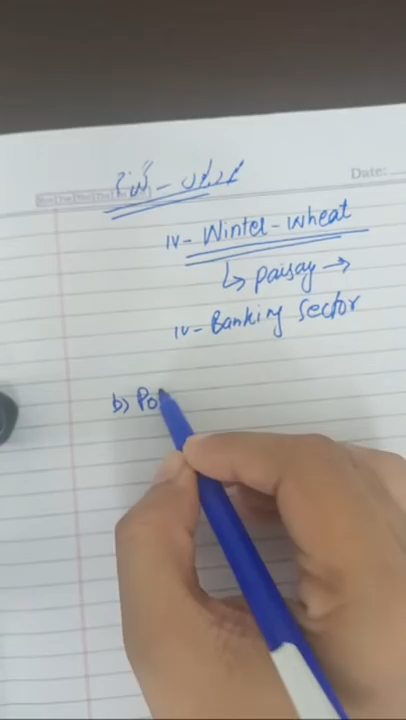 Date:
iv- Winter-wheat
↳ paisay →
iv- Banking Sector
b) Po